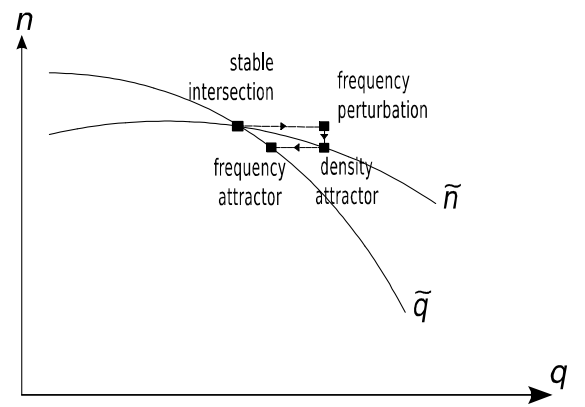 n
stable
intersection
frequency
perturbation
frequency
attractor
density
attractor
ñ
q̃
q